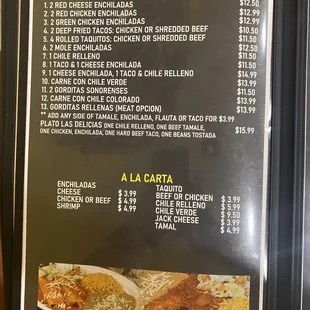 1. 2 RED CHEESE ENCHILADAS $12.50
2. 2 RED CHICKEN ENCHILADAS $12.99
3. 2 GREEN CHICKEN ENCHILADAS $12.99
4. 2 DEEP FRIED TACOS: CHICKEN OR SHREDDED BEEF $10.50
5. 4 ROLLED TAQUITOS: CHICKEN OR SHREDDED BEEF $11.50
6. 2 MOLE ENCHILADAS $12.50
7. 1 CHILE RELLENO $11.50
8. 1 TACO & 1 CHEESE ENCHILADA $11.50
9. 1 CHEESE ENCHILADA, 1 TACO & CHILE RELLENO $14.99
10. CARNE CON CHILE VERDE $13.99
11. 2 GORDITAS SONORENSES $11.50
12. CARNE CON CHILE COLORADO $13.99
13. GORDITAS RELLENAS (MEAT OPCION) $13.99
** ADD ANY SIDE OF TAMALE, ENCHILADA, FLAUTA OR TACO FOR $3.99
PLATO LAS DELICIAS ONE CHILE RELLENO, ONE BEEF TAMALE,
ONE CHICKEN, ENCHILADA, ONE HARD BEEF TACO, ONE BEANS TOSTADA $15.99
A LA CARTA
ENCHILADAS
CHEESE $ 3.99
CHICKEN OR BEEF $ 4.99
SHRIMP $ 4.99
TAQUITO
BEEF OR CHICKEN $ 3.99
CHILE RELLENO $ 5.99
CHILE VERDE $ 9.50
JACK CHEESE $ 3.99
TAMAL $ 4.99